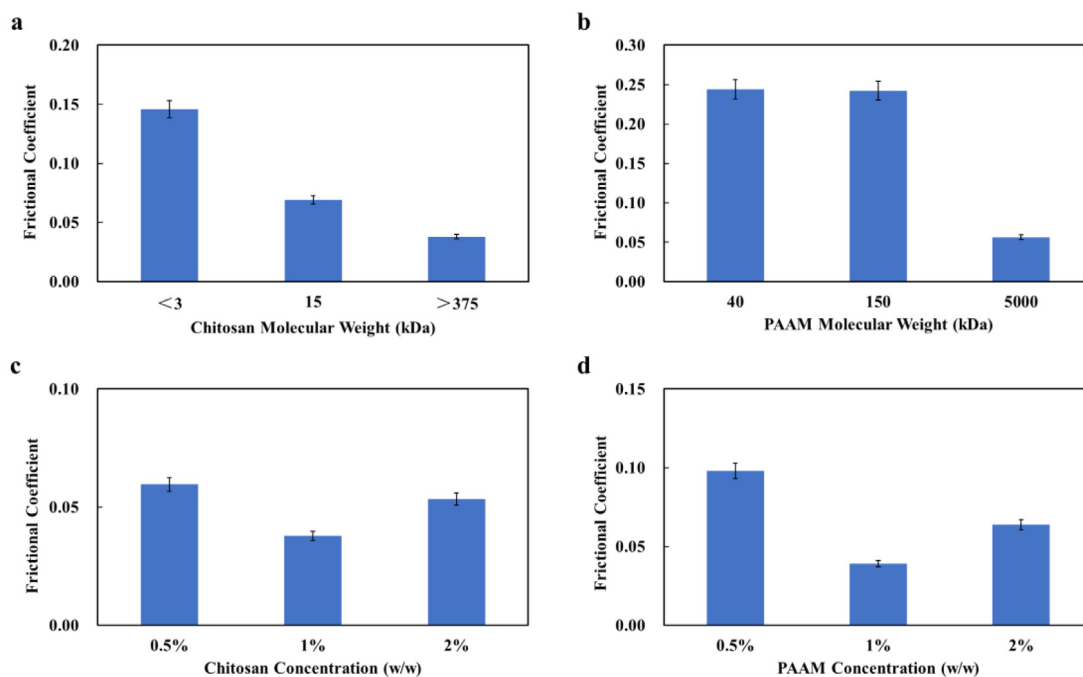 a
Frictional Coefficient
0.20
0.15
0.10
0.05
0.00
<3 15 >375
Chitosan Molecular Weight (kDa)
b
Frictional Coefficient
0.30
0.25
0.20
0.15
0.10
0.05
0.00
40 150 5000
PAAM Molecular Weight (kDa)
c
Frictional Coefficient
0.10
0.05
0.00
0.5% 1% 2%
Chitosan Concentration (w/w)
d
Frictional Coefficient
0.15
0.10
0.05
0.00
0.5% 1% 2%
PAAM Concentration (w/w)